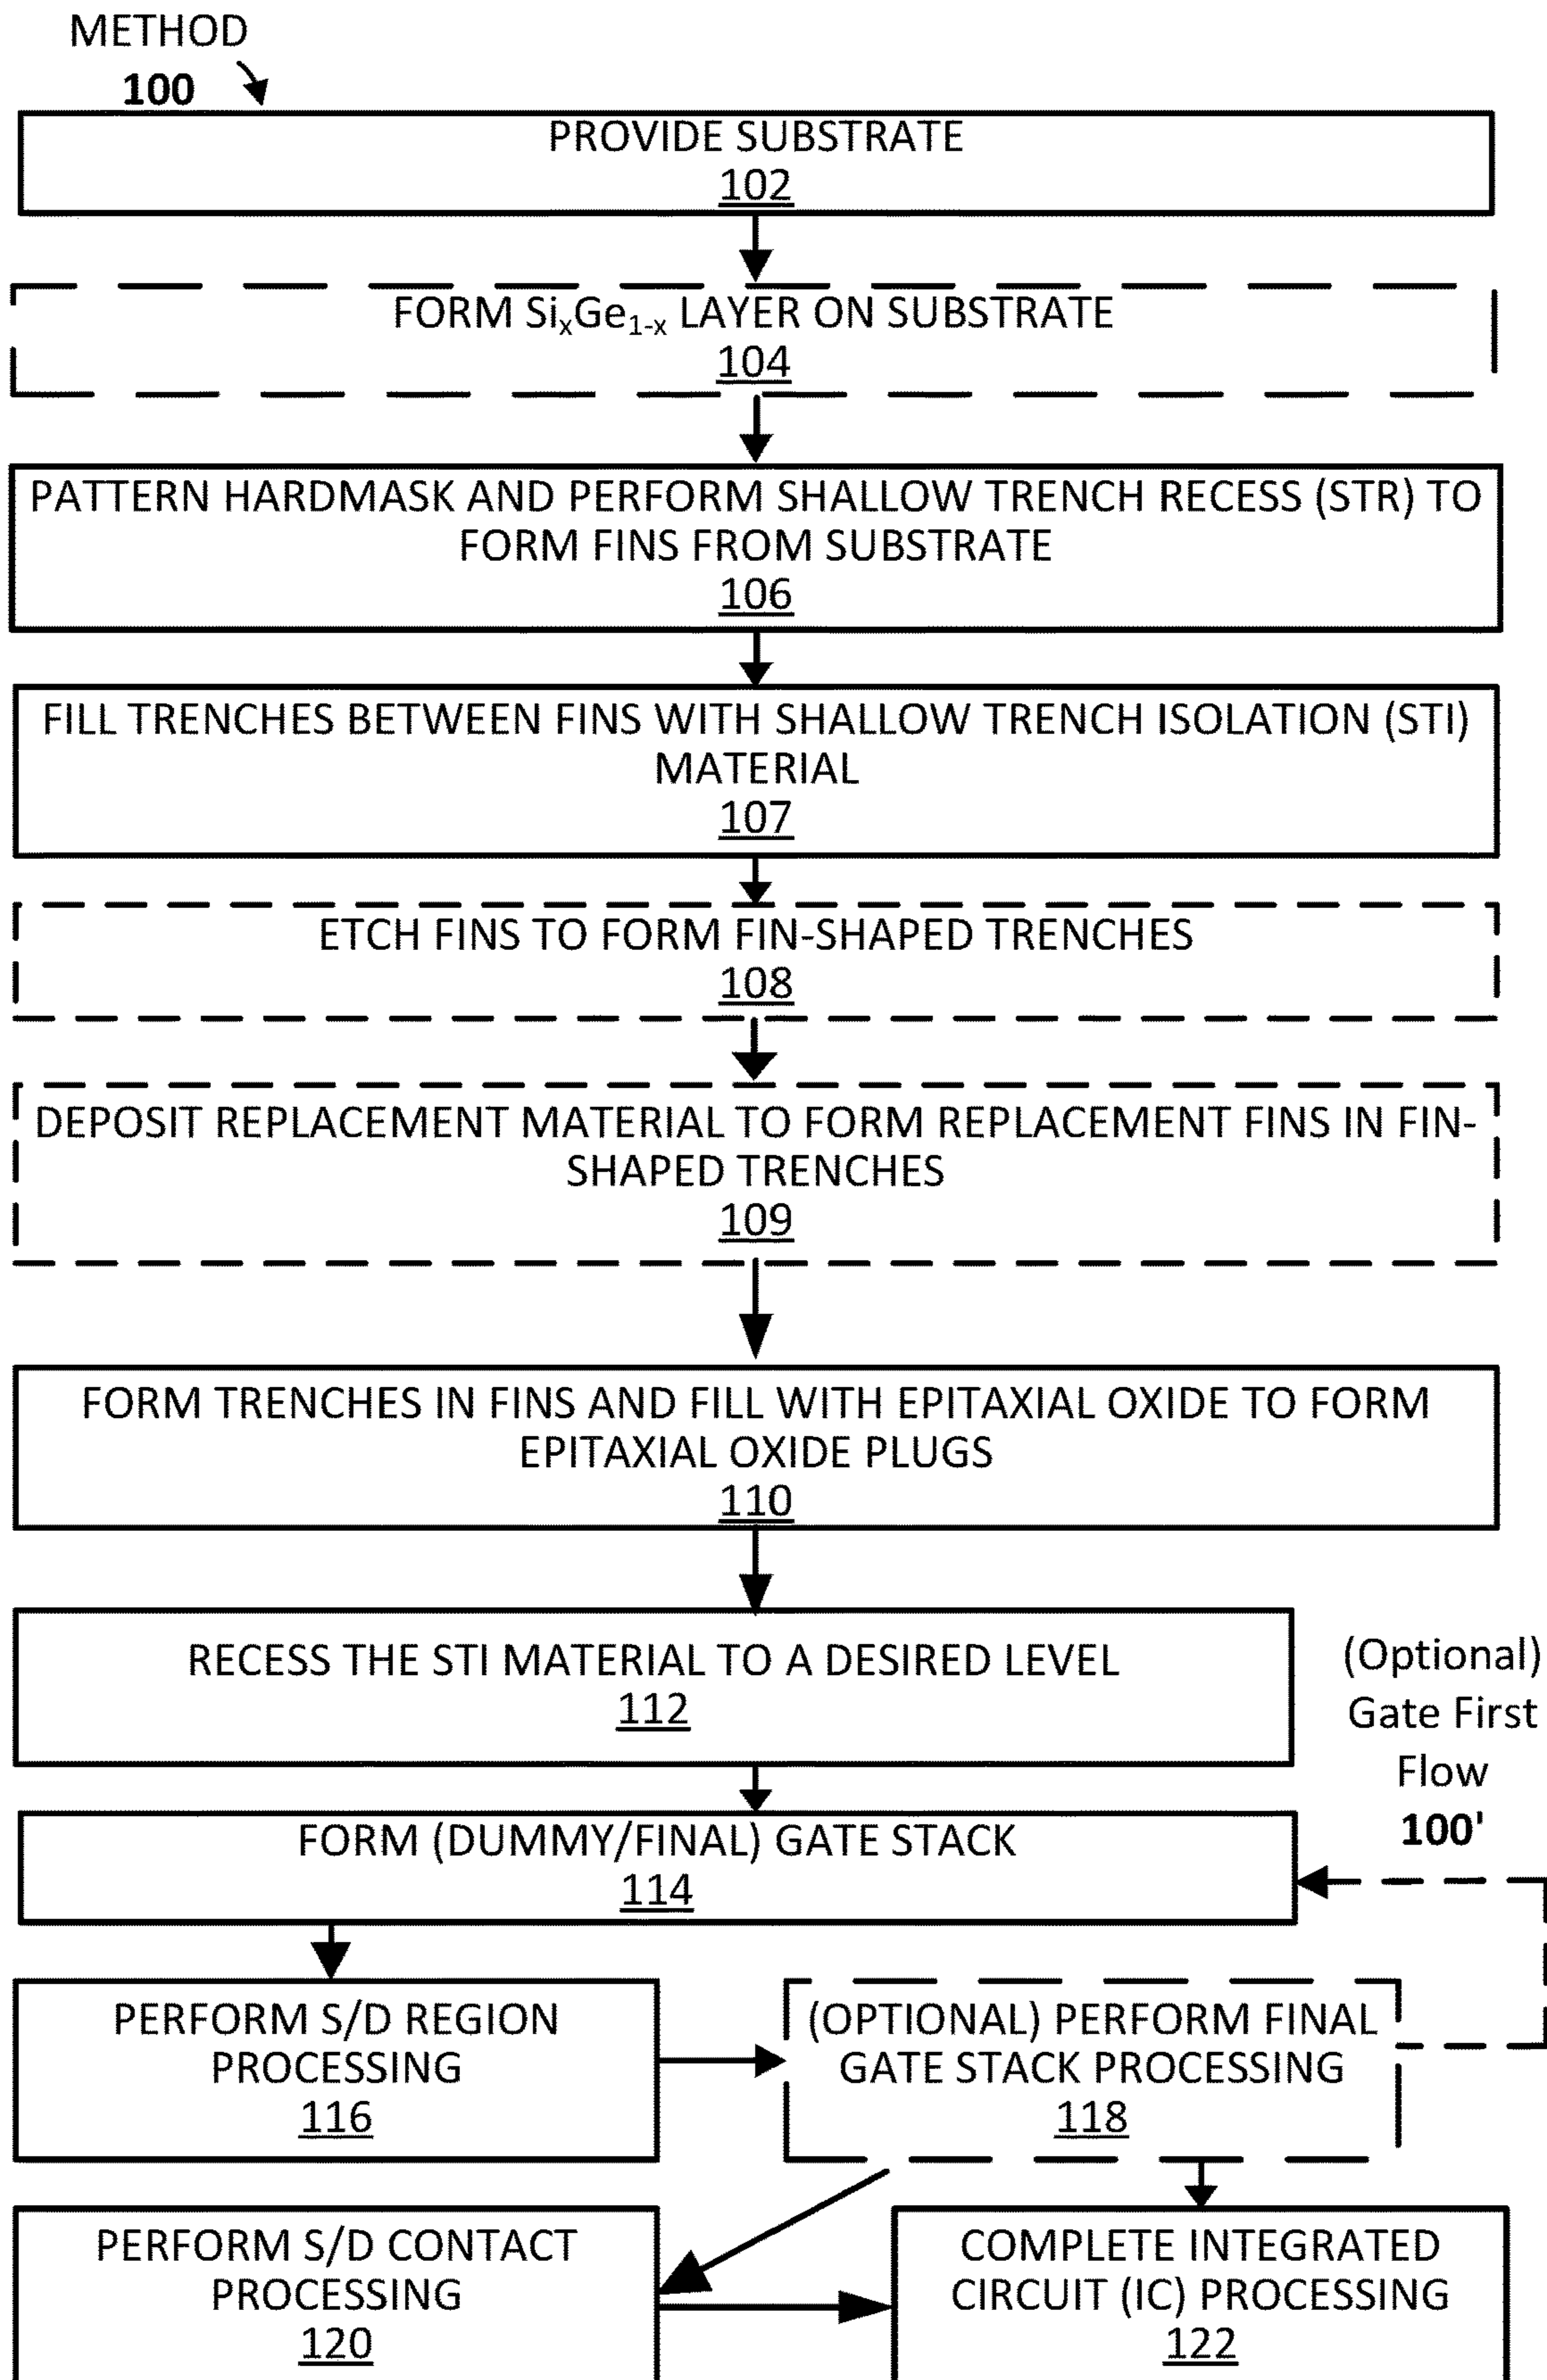 METHOD
100
PROVIDE SUBSTRATE
102
FORM SiₓGe₁₋ₓ LAYER ON SUBSTRATE
104
PATTERN HARDMASK AND PERFORM SHALLOW TRENCH RECESS (STR) TO
FORM FINS FROM SUBSTRATE
106
FILL TRENCHES BETWEEN FINS WITH SHALLOW TRENCH ISOLATION (STI)
MATERIAL
107
ETCH FINS TO FORM FIN-SHAPED TRENCHES
108
DEPOSIT REPLACEMENT MATERIAL TO FORM REPLACEMENT FINS IN FIN-
SHAPED TRENCHES
109
FORM TRENCHES IN FINS AND FILL WITH EPITAXIAL OXIDE TO FORM
EPITAXIAL OXIDE PLUGS
110
RECESS THE STI MATERIAL TO A DESIRED LEVEL
112
(Optional)
Gate First
Flow
100'
FORM (DUMMY/FINAL) GATE STACK
114
PERFORM S/D REGION
PROCESSING
116
(OPTIONAL) PERFORM FINAL
GATE STACK PROCESSING
118
PERFORM S/D CONTACT
PROCESSING
120
COMPLETE INTEGRATED
CIRCUIT (IC) PROCESSING
122